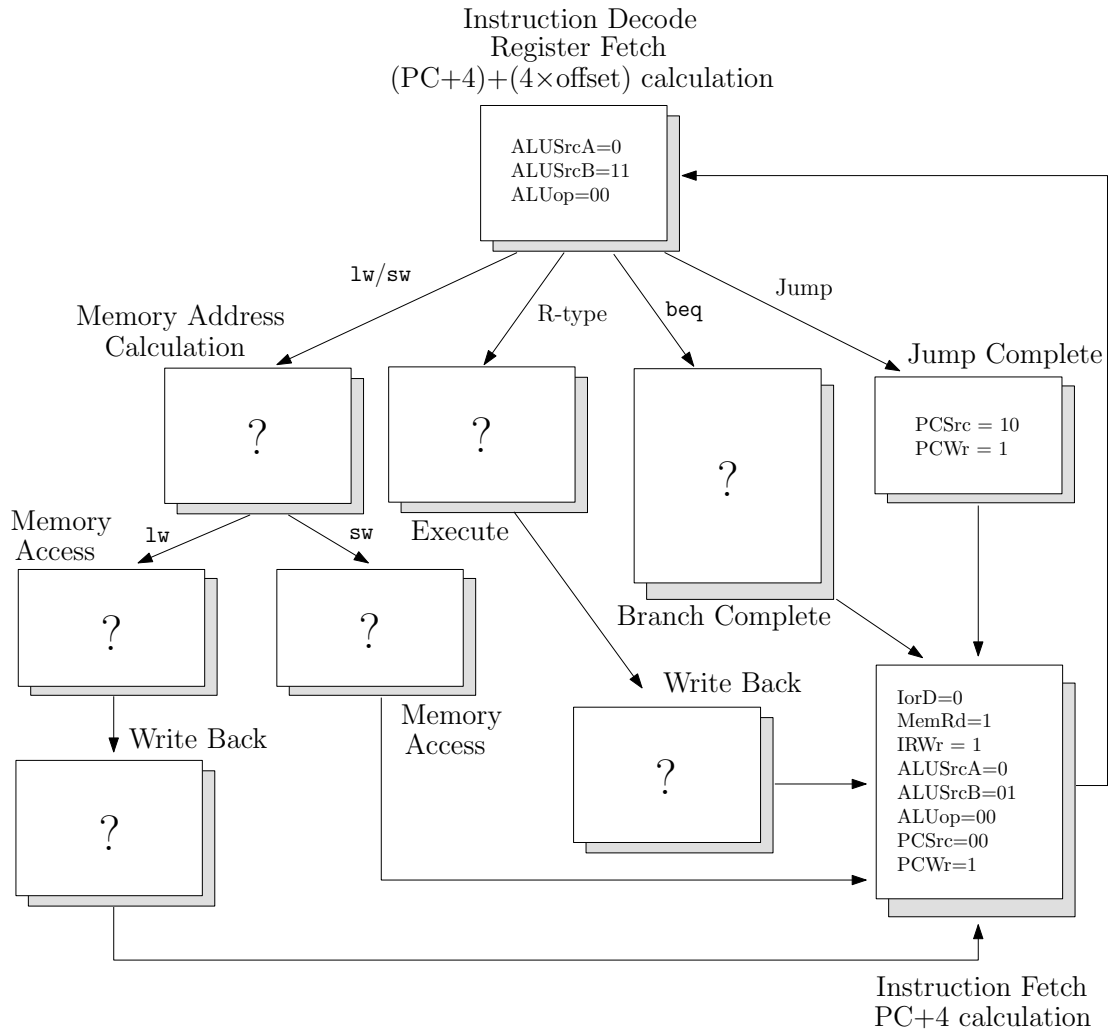 Instruction Decode
Register Fetch
(PC+4)+(4×offset) calculation
ALUSrcA=0
ALUSrcB=11
ALUop=00
lw/sw
R-type
beq
Jump
Memory Address
Calculation
Jump Complete
?
?
?
PCSrc = 10
PCWr = 1
Memory
Access
lw
sw
Execute
?
?
Branch Complete
Write Back
Memory
Access
Write Back
?
?
IorD=0
MemRd=1
IRWr = 1
ALUSrcA=0
ALUSrcB=01
ALUop=00
PCSrc=00
PCWr=1
Instruction Fetch
PC+4 calculation